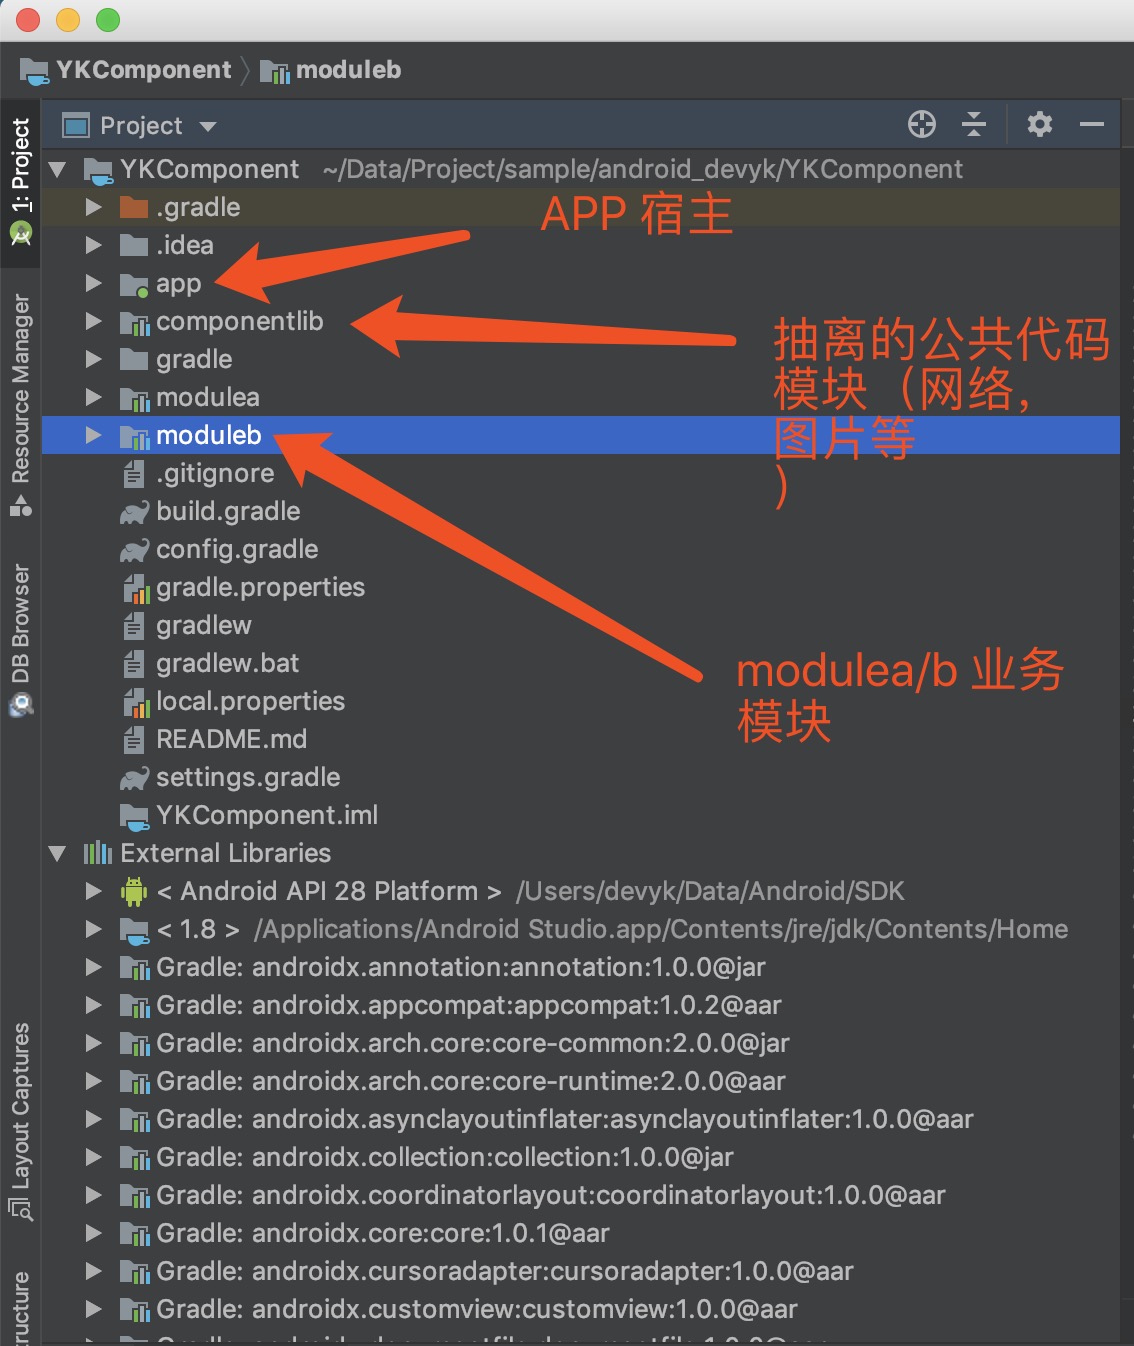 YKComponent 〉 moduleb
Project
YKComponent ~/Data/Project/sample/android_devyk/YKComponent
.gradle
APP 宿主
.idea
app
componentlib
抽离的公共代码
模块（网络，
图片等
）
gradle
modulea
moduleb
.gitignore
build.gradle
config.gradle
gradle.properties
gradlew
gradlew.bat
modulea/b 业务
模块
local.properties
README.md
settings.gradle
YKComponent.iml
External Libraries
< Android API 28 Platform > /Users/devyk/Data/Android/SDK
< 1.8 > /Applications/Android Studio.app/Contents/jre/jdk/Contents/Home
Gradle: androidx.annotation:annotation:1.0.0@jar
Gradle: androidx.appcompat:appcompat:1.0.2@aar
Gradle: androidx.arch.core:core-common:2.0.0@jar
Gradle: androidx.arch.core:core-runtime:2.0.0@aar
Gradle: androidx.asynclayoutinflater:asynclayoutinflater:1.0.0@aar
Gradle: androidx.collection:collection:1.0.0@jar
Gradle: androidx.coordinatorlayout:coordinatorlayout:1.0.0@aar
Gradle: androidx.core:core:1.0.1@aar
Gradle: androidx.cursoradapter:cursoradapter:1.0.0@aar
Gradle: androidx.customview:customview:1.0.0@aar
1: Project
Resource Manager
DB Browser
Layout Captures